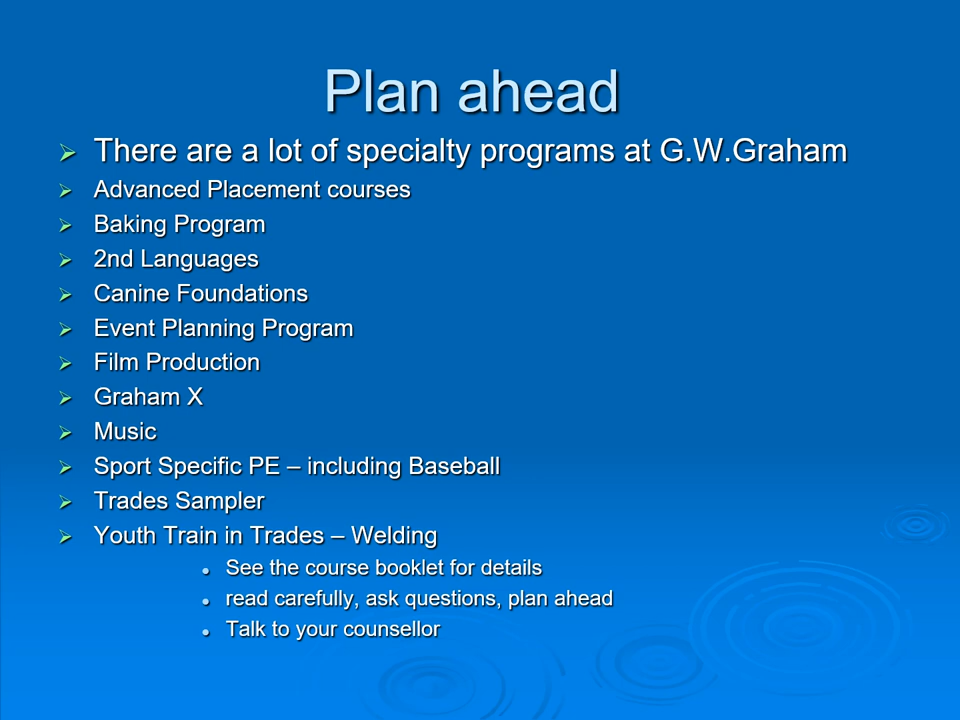 Plan ahead
There are a lot of specialty programs at G.W.Graham
Advanced Placement courses
Baking Program
2nd Languages
Canine Foundations
Event Planning Program
Film Production
Graham X
Music
Sport Specific PE – including Baseball
Trades Sampler
Youth Train in Trades – Welding
See the course booklet for details
read carefully, ask questions, plan ahead
Talk to your counsellor